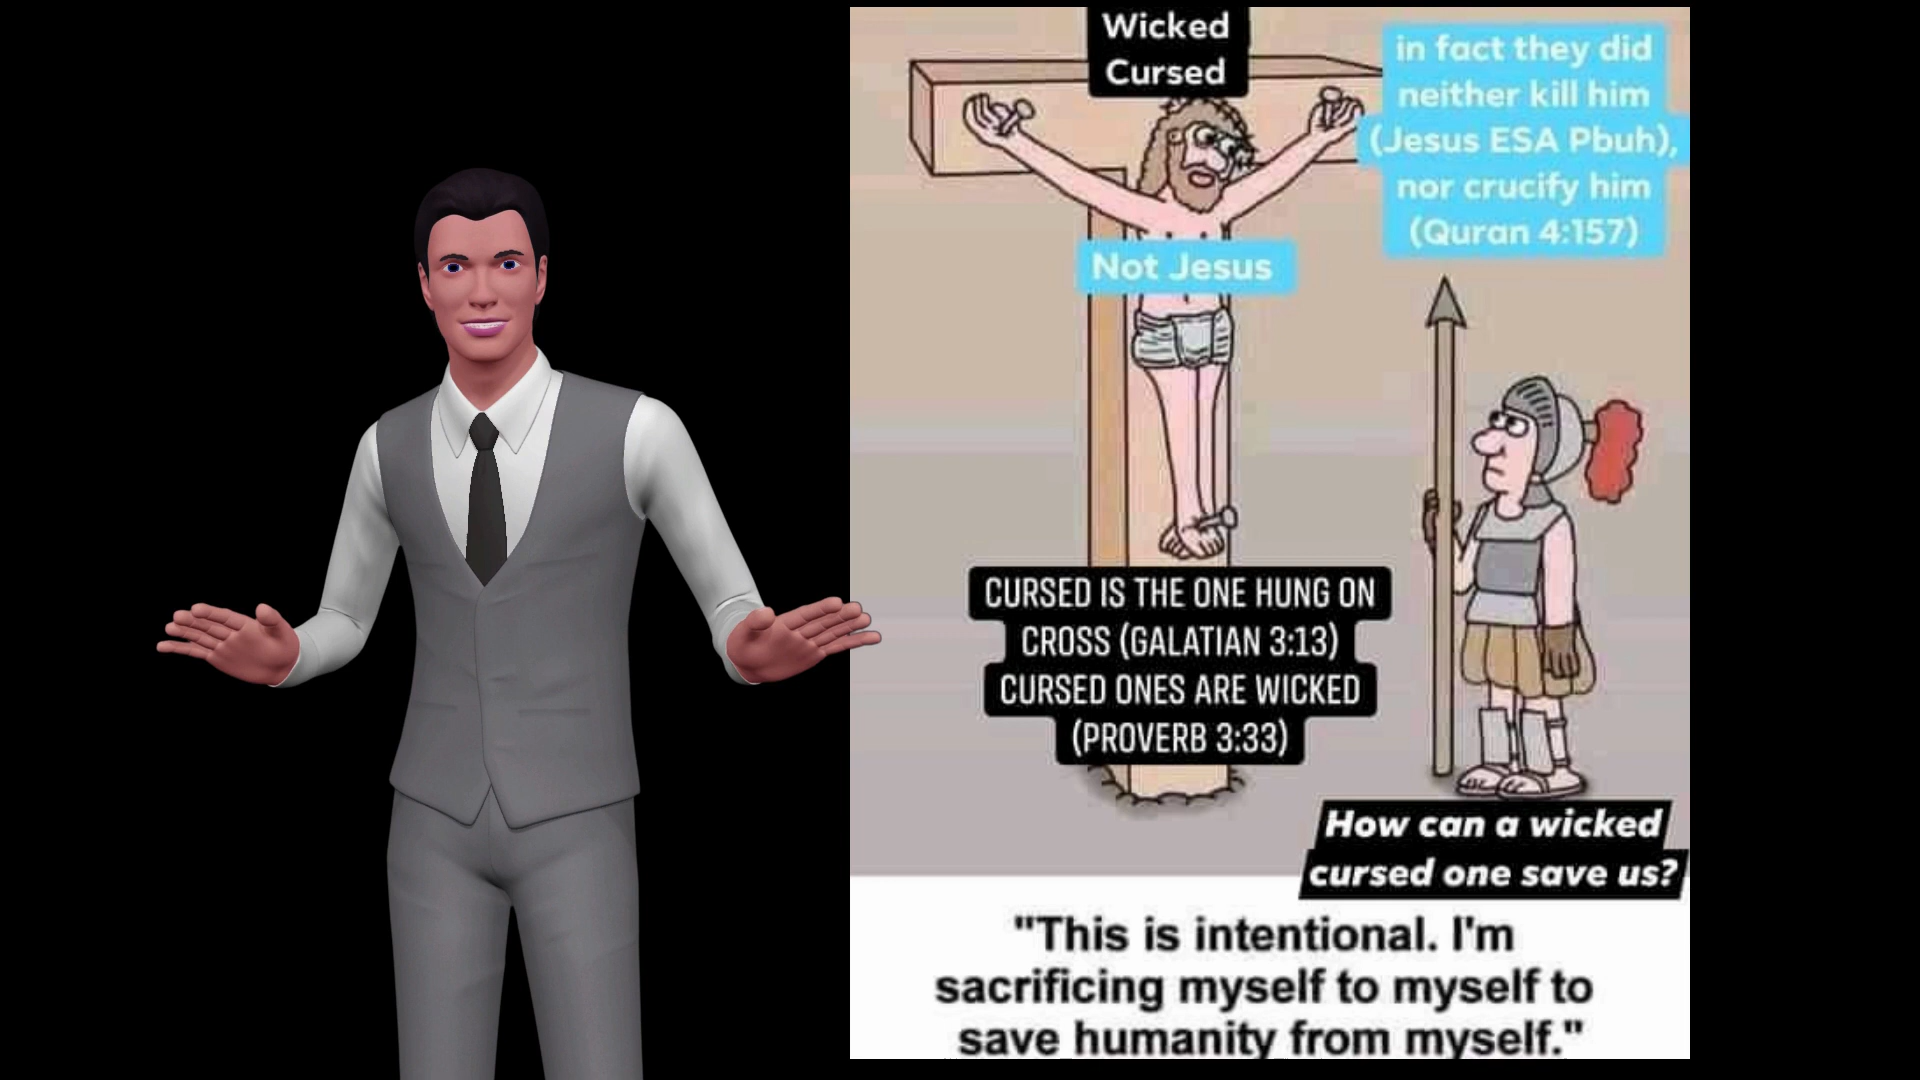 Wicked
Cursed
in fact they did
neither kill him
(Jesus ESA Pbuh),
nor crucify him
(Quran 4:157)
Not Jesus
CURSED IS THE ONE HUNG ON
CROSS (GALATIAN 3:13)
CURSED ONES ARE WICKED
(PROVERB 3:33)
How can a wicked
cursed one save us?
"This is intentional. I'm
sacrificing myself to myself to
save humanity from myself."